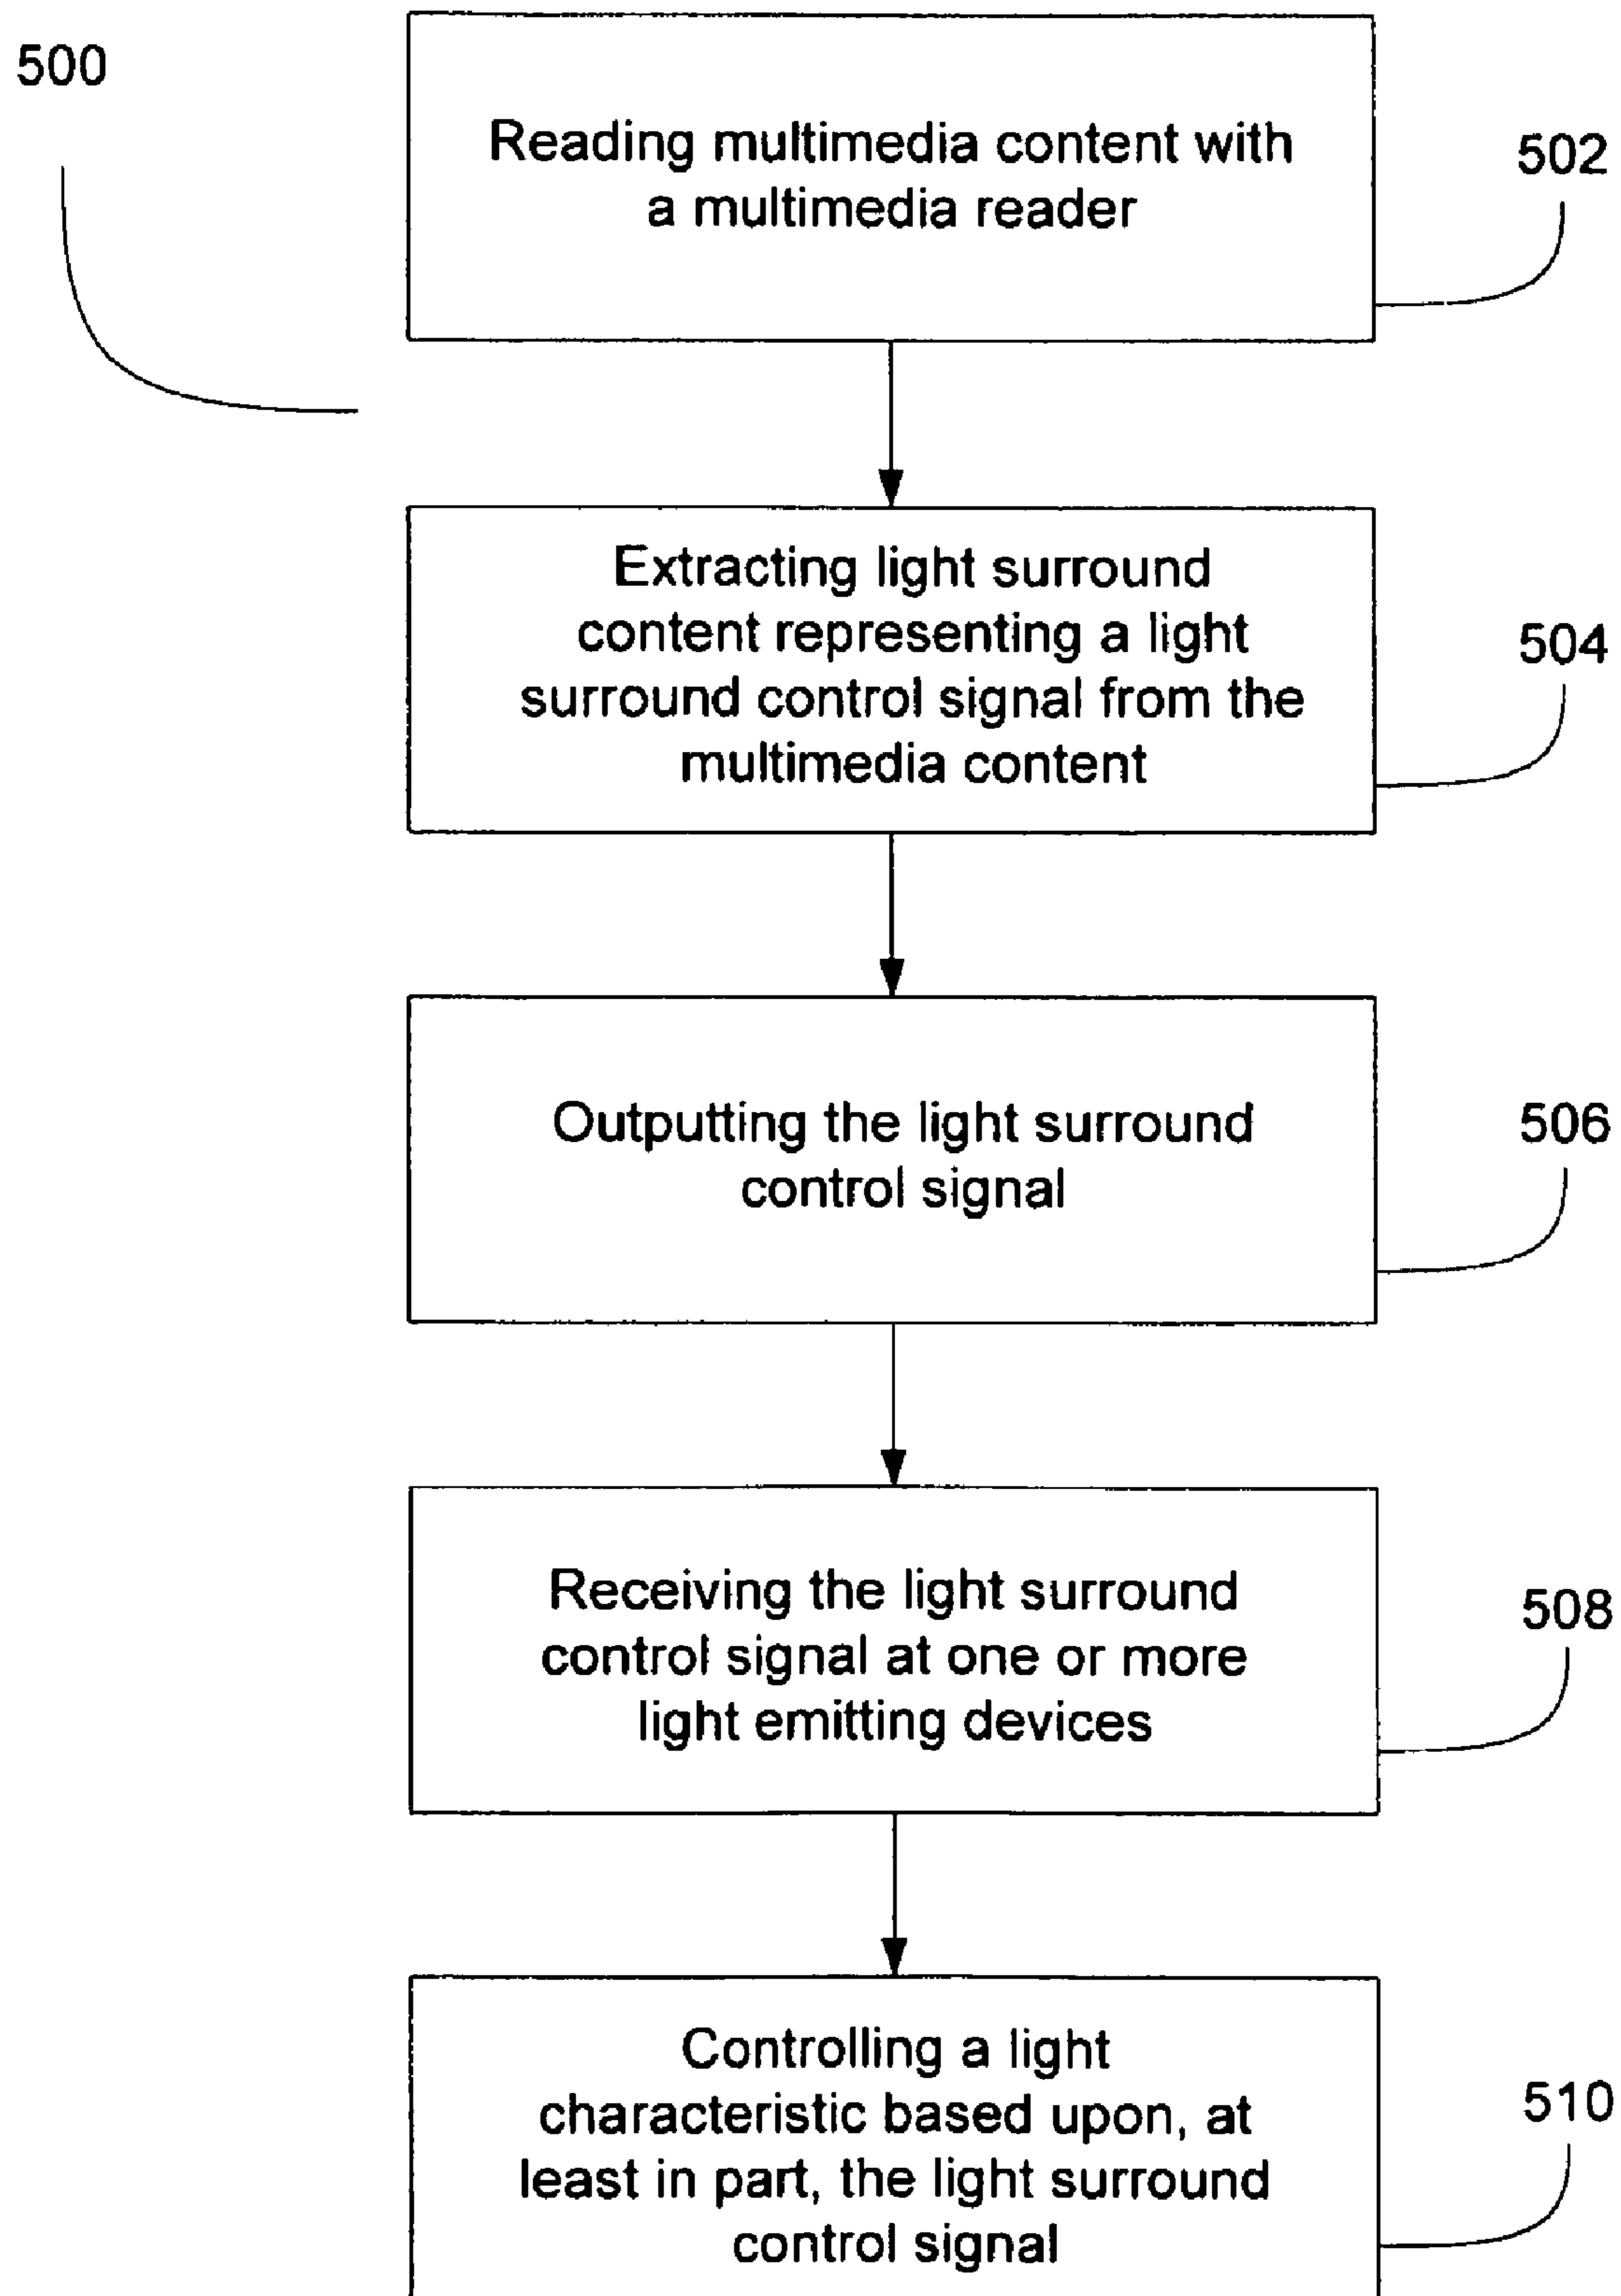 500
Reading multimedia content with
a multimedia reader
502
Extracting light surround
content representing a light
surround control signal from the
multimedia content
504
Outputting the light surround
control signal
506
Receiving the light surround
control signal at one or more
light emitting devices
508
Controlling a light
characteristic based upon, at
least in part, the light surround
control signal
510